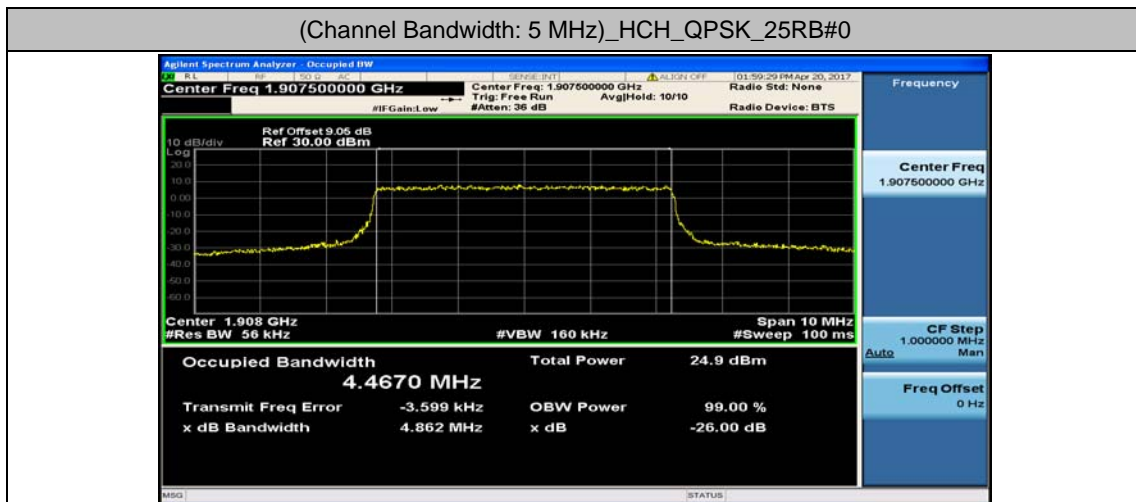 (Channel Bandwidth: 5 MHz)_HCH_QPSK_25RB#0
Agilent Spectrum Analyzer - Occupied BW
RL RF 50 Ω AC SENSE:INT ALIGN OFF 01:59:29 PM Apr 20, 2017
Center Freq 1.907500000 GHz
Center Freq: 1.907500000 GHz
Radio Std: None
Trig: Free Run Avg|Hold: 10/10
#IFGain:Low #Atten: 36 dB Radio Device: BTS
Ref Offset 9.05 dB
10 dB/div Ref 30.00 dBm
Log
20.0
10.0
0.00
-10.0
-20.0
-30.0
-40.0
-50.0
-60.0
Center 1.908 GHz Span 10 MHz
#Res BW 56 kHz #VBW 160 kHz #Sweep 100 ms
Occupied Bandwidth Total Power 24.9 dBm
4.4670 MHz
Transmit Freq Error -3.599 kHz OBW Power 99.00 %
x dB Bandwidth 4.862 MHz x dB -26.00 dB
MSG STATUS
Frequency
Center Freq
1.907500000 GHz
CF Step
1.000000 MHz
Auto Man
Freq Offset
0 Hz